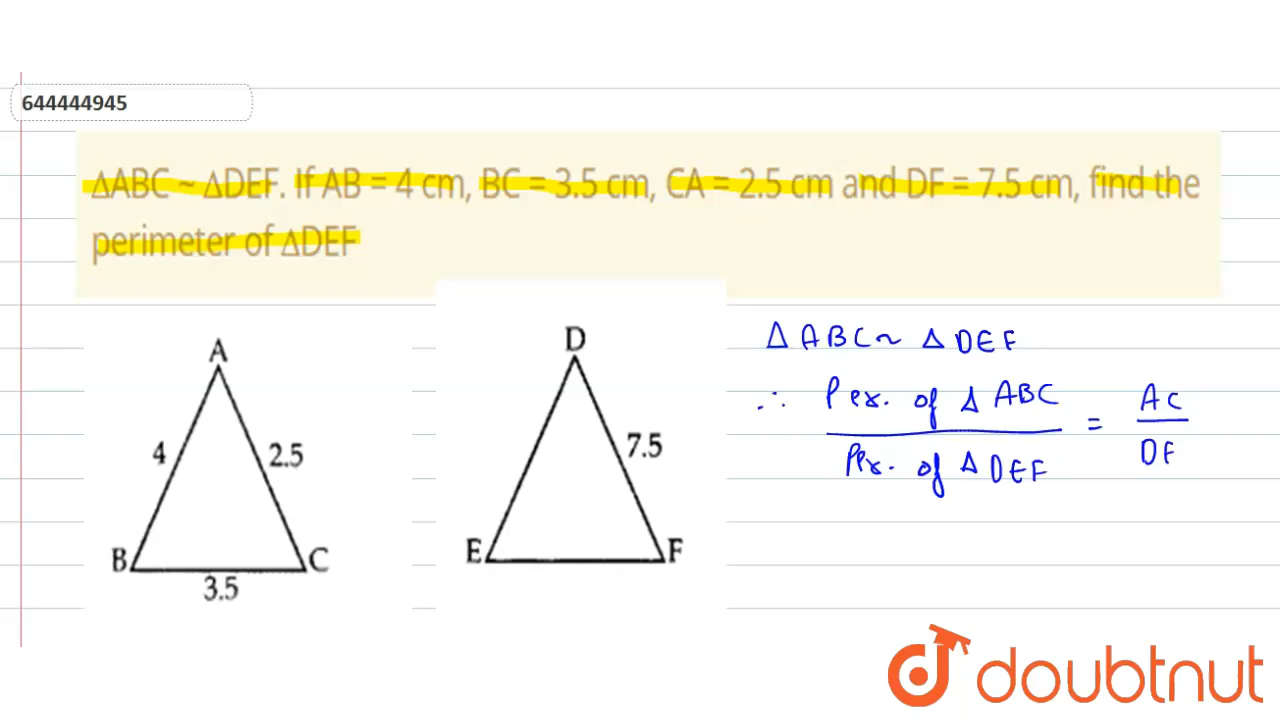 644444945
ΔABC ~ ΔDEF. If AB = 4 cm, BC = 3.5 cm, CA = 2.5 cm and DF = 7.5 cm, find the
perimeter of ΔDEF
A
4
2.5
B
C
3.5
D
7.5
E
F
Δ ABC ~ Δ DEF
∴ Per. of Δ ABC = AC
Per. of Δ DEF DF
doubtnut